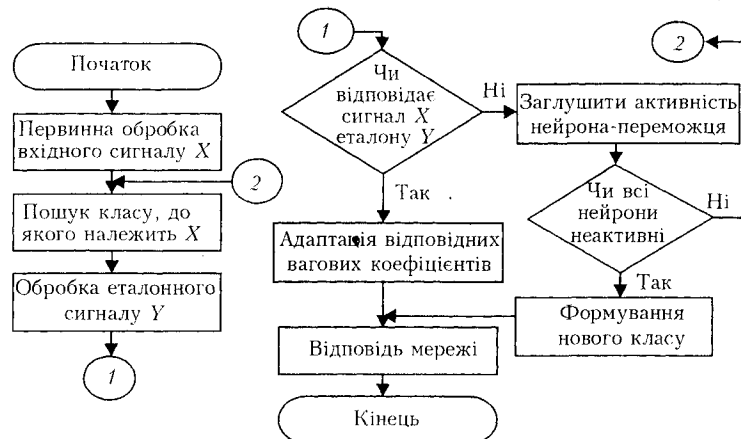 Початок
Первинна обробка
вхідного сигналу X
2
Пошук класу, до
якого належить X
Обробка еталонного
сигналу Y
1
1
Чи
відповідає
сигнал X
еталону Y
Ні
Так
Адаптація відповідних
вагових коефіцієнтів
Відповідь мережі
Кінець
2
Заглушити активність
нейрона-переможця
Чи всі
нейрони
неактивні
Ні
Так
Формування
нового класу